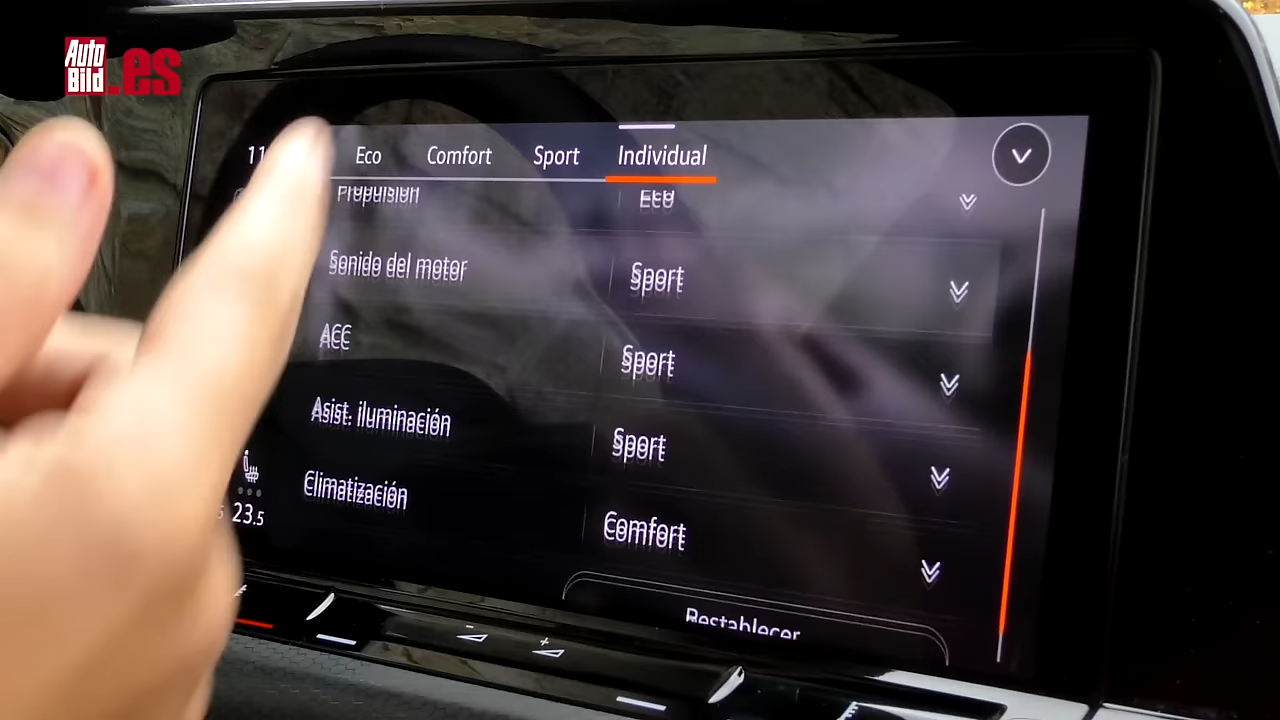 Auto
Bild.es
11
Eco Comfort Sport Individual
Propulsión Eco
Sonido del motor Sport
ACC Sport
Asist. iluminación Sport
Climatización Comfort
23.5
Restablecer